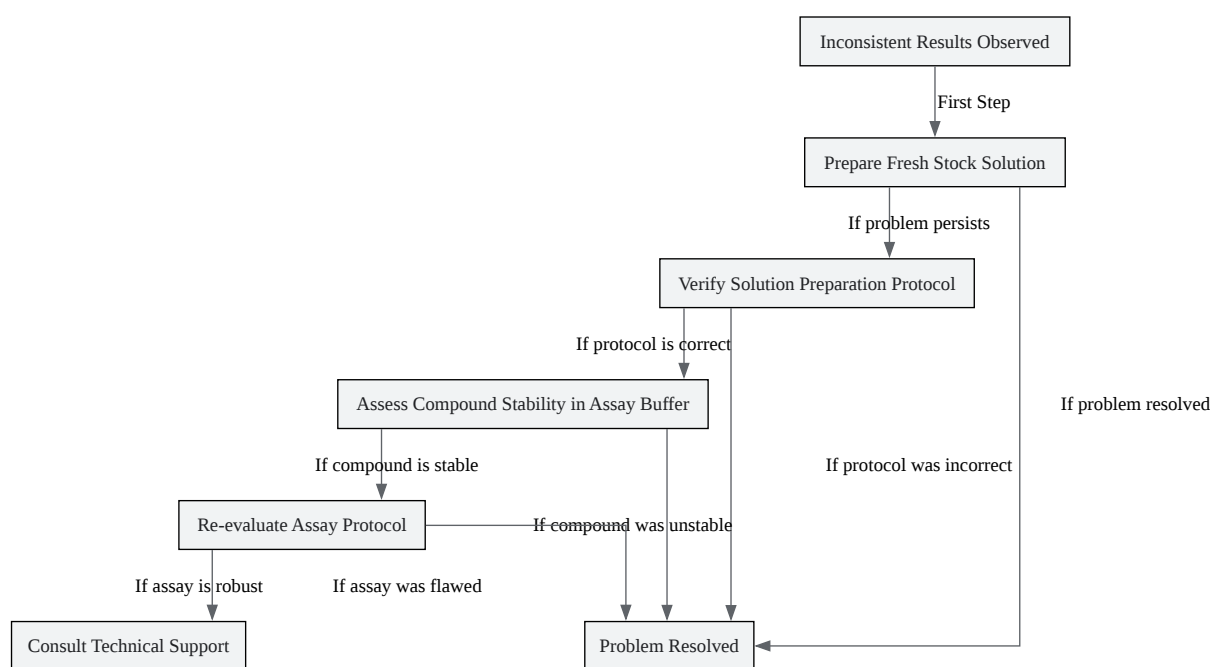 Inconsistent Results Observed
First Step
Prepare Fresh Stock Solution
If problem persists
Verify Solution Preparation Protocol
If protocol is correct
Assess Compound Stability in Assay Buffer
If problem resolved
If compound is stable
If protocol was incorrect
Re-evaluate Assay Protocol
If compound was unstable
If assay is robust
If assay was flawed
Consult Technical Support
Problem Resolved